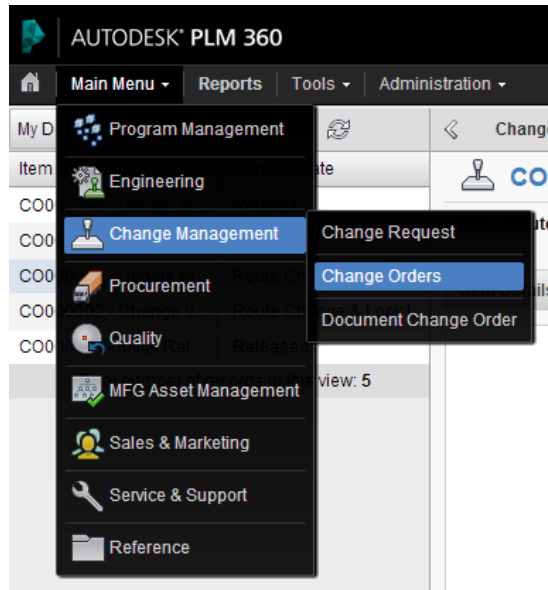 AUTODESK® PLM 360
Main Menu Reports Tools Administration
My D
Chang
Item
CO
Program Management
Engineering
Change Management
Procurement
Quality
MFG Asset Management
Sales & Marketing
Service & Support
Reference
Change Request
Change Orders
Document Change Order
CO0
CO0
CO0
CO0
CO0
view: 5